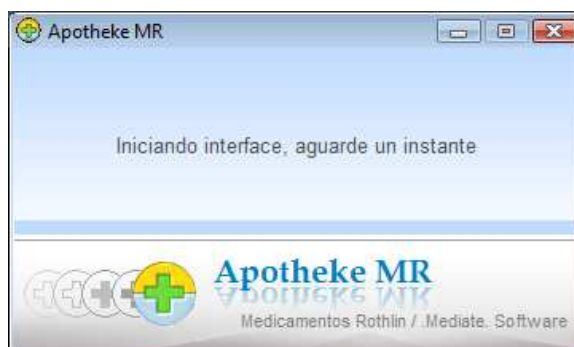 Apotheke MR
Iniciando interface, aguarde un instante
Apotheke MR
Medicamentos Rothlin / .Mediate. Software